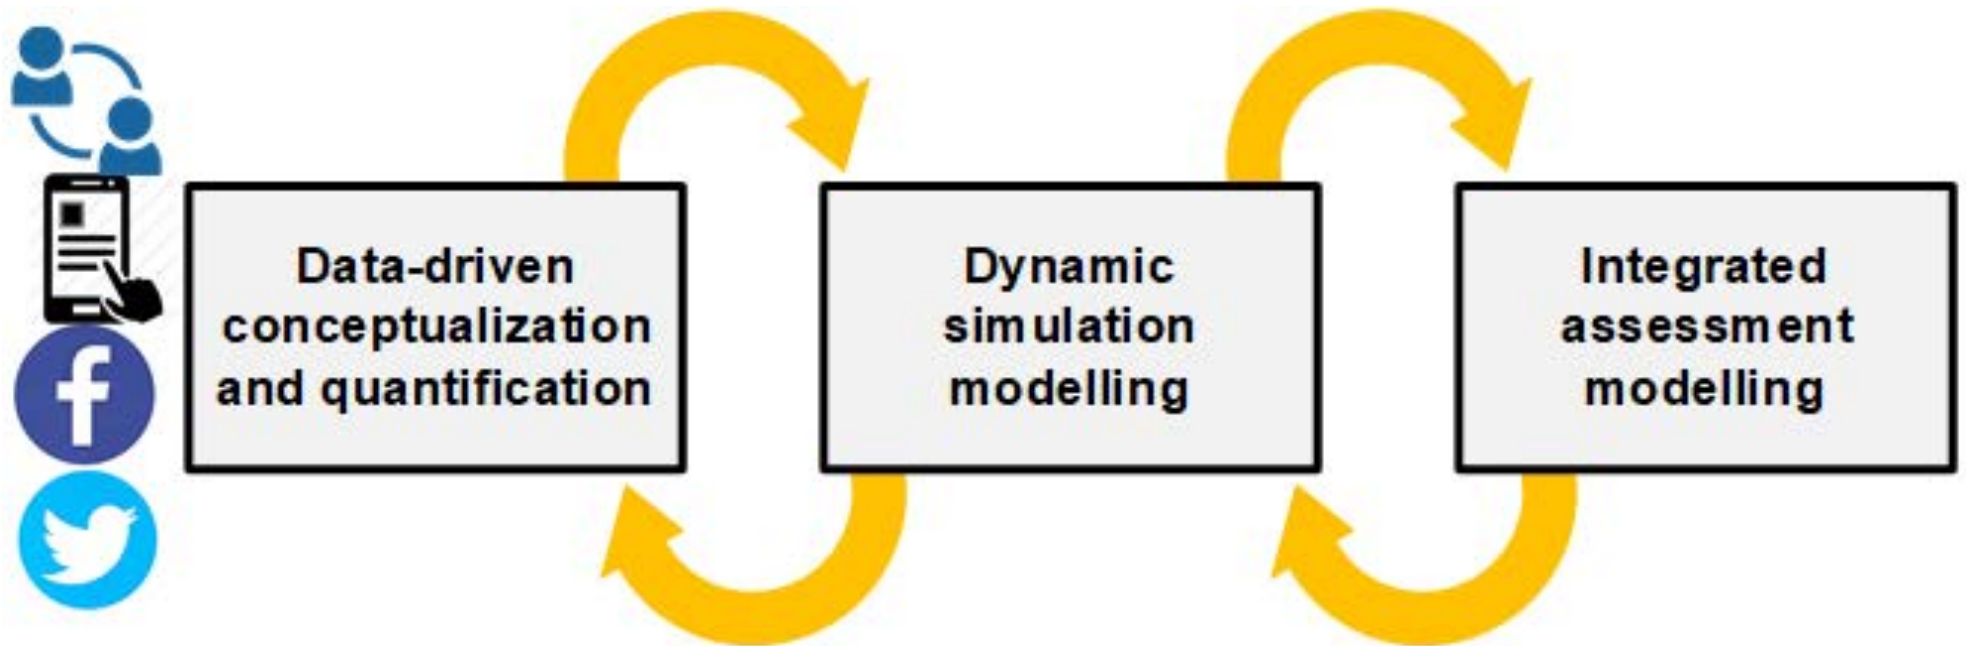 Data-driven
conceptualization
and quantification
Dynamic
simulation
modelling
Integrated
assessment
modelling